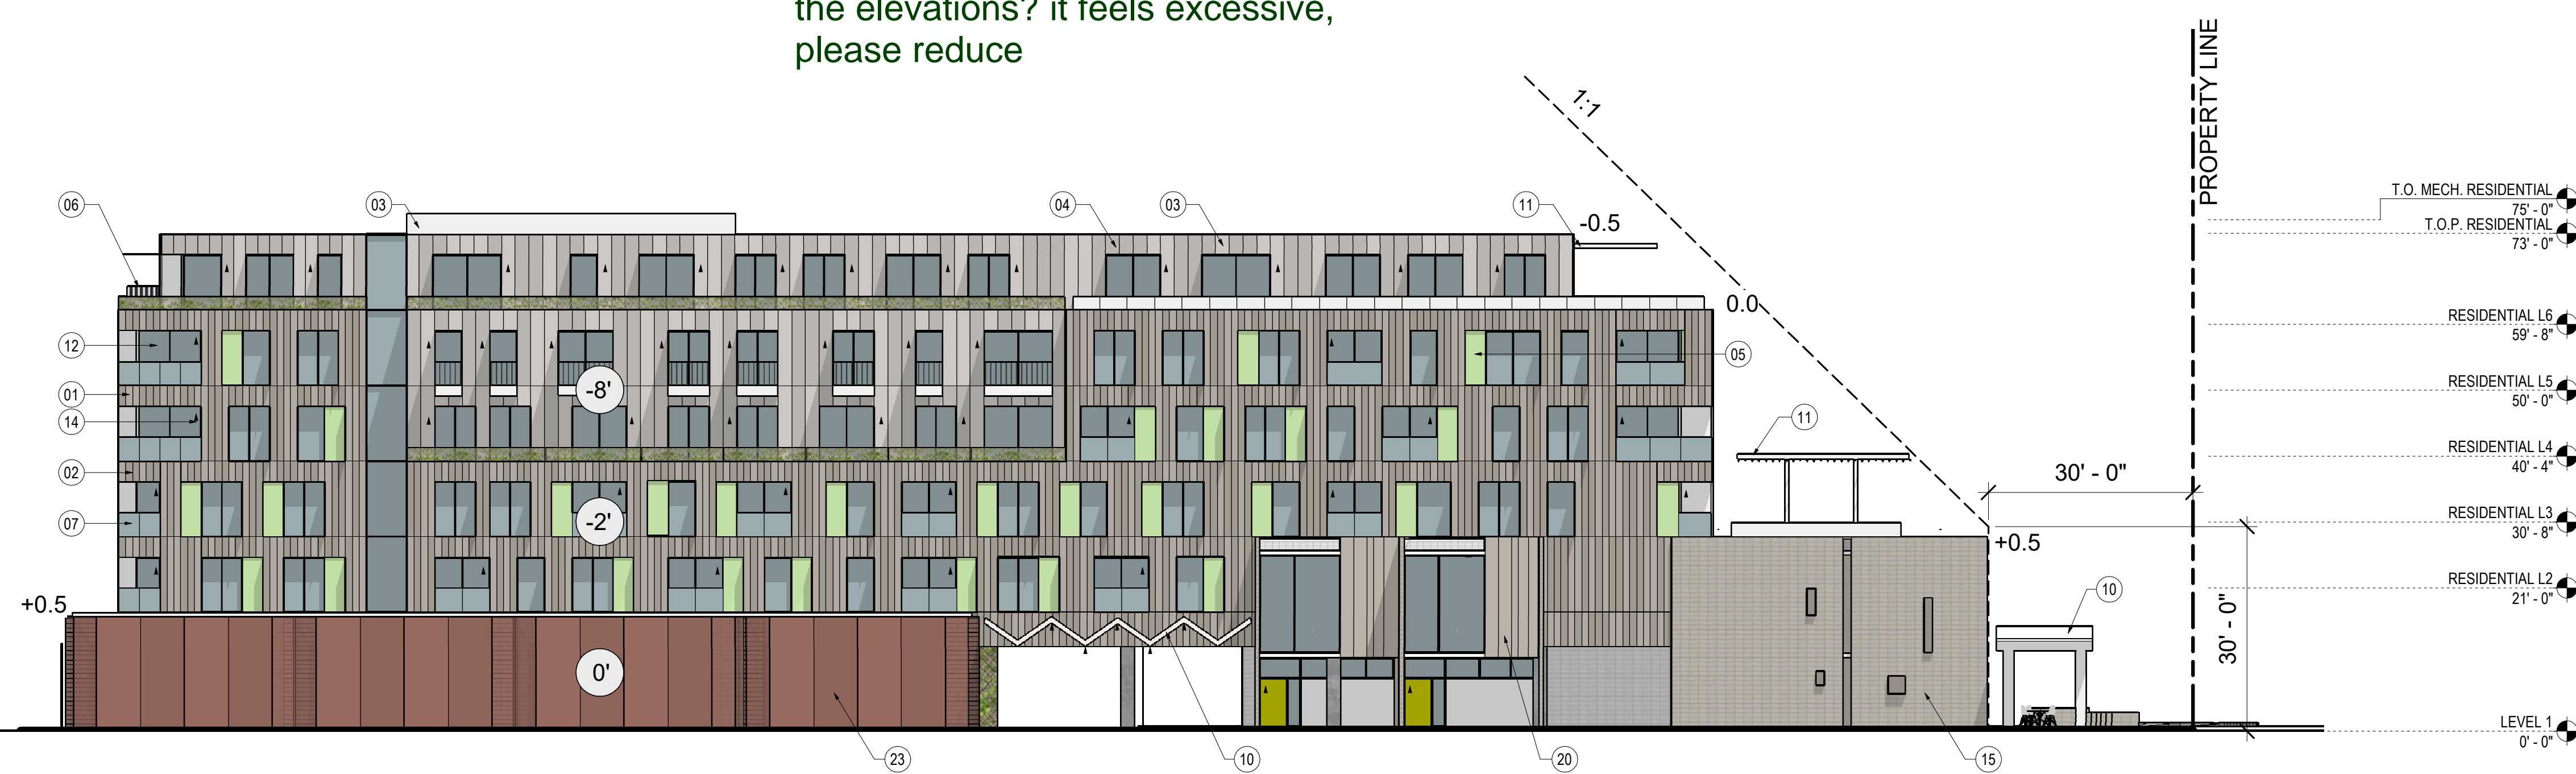 the elevations? it feels excessive,
please reduce
1:1
PROPERTY LINE
T.O. MECH. RESIDENTIAL
75' - 0"
T.O.P. RESIDENTIAL
73' - 0"
06
03
04
03
11
-0.5
0.0
RESIDENTIAL L6
59' - 8"
12
05
-8'
01
RESIDENTIAL L5
50' - 0"
14
11
02
RESIDENTIAL L4
40' - 4"
30' - 0"
07
-2'
RESIDENTIAL L3
30' - 8"
+0.5
RESIDENTIAL L2
21' - 0"
10
+0.5
30' - 0"
0'
LEVEL 1
0' - 0"
23
10
20
15